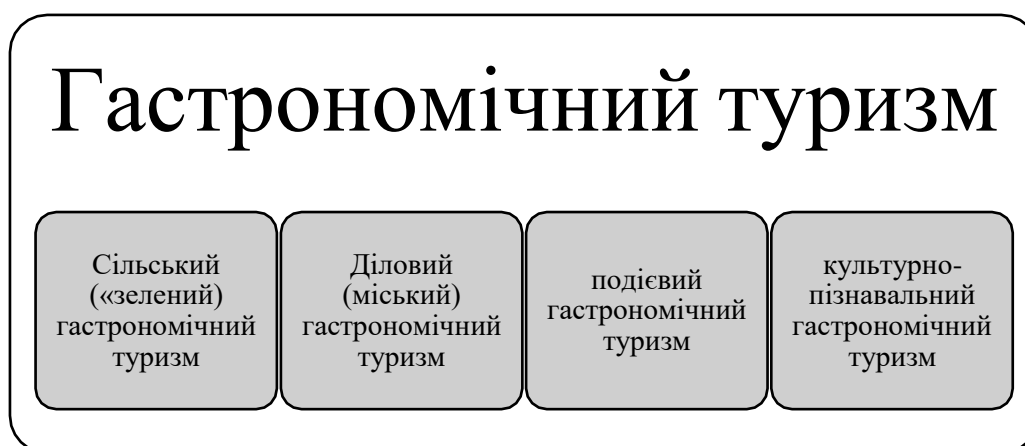 Гастрономічний туризм
Сільський
(«зелений)
гастрономічний
туризм
Діловий
(міський)
гастрономічний
туризм
подієвий
гастрономічний
туризм
культурно-
пізнавальний
гастрономічний
туризм